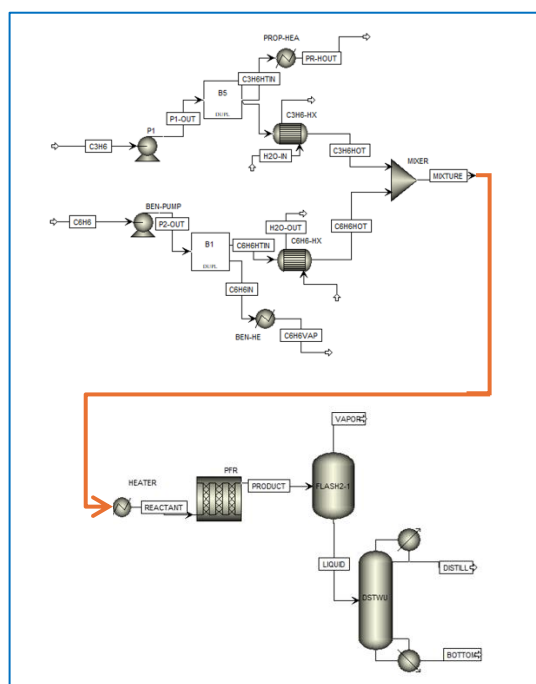 PROP-HEA
PR-HOUT
C3H6HTIN
B5
P1-OUT
DUPL
C3H6-HX
P1
C3H6
H2O-IN
C3H6HOT
MIXER
MIXTURE
BEN-PUMP
H2O-OUT
C6H6HOT
C6H6
P2-OUT
B1
C6H6-HX
C6H6HTIN
DUPL
C6H6IN
BEN-HE
C6H6VAP
VAPOR
HEATER
PFR
PRODUCT
FLASH2-1
REACTANT
LIQUID
DISTILL
DSTWU
BOTTOM